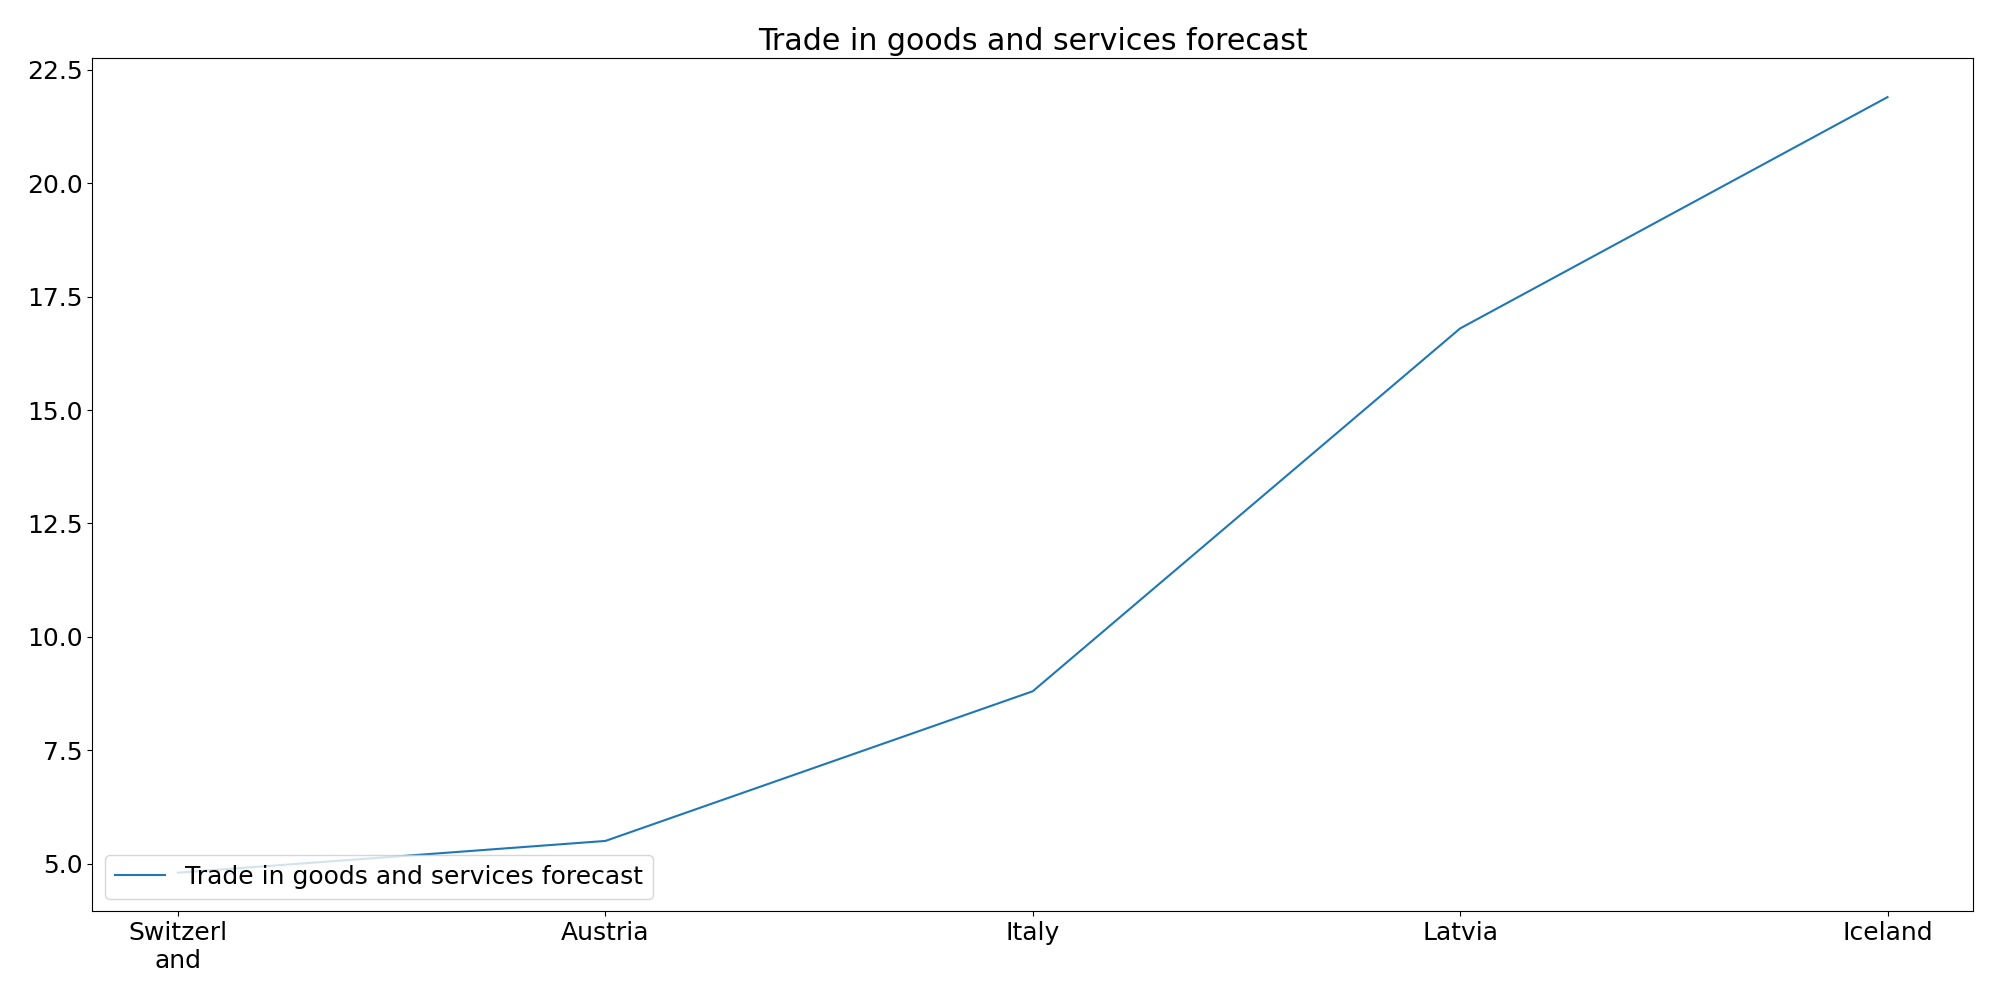 Trade in goods and services forecast
22.5
20.0
17.5
15.0
12.5
10.0
7.5
5.0
Trade in goods and services forecast
Switzerl
and
Austria
Italy
Latvia
Iceland